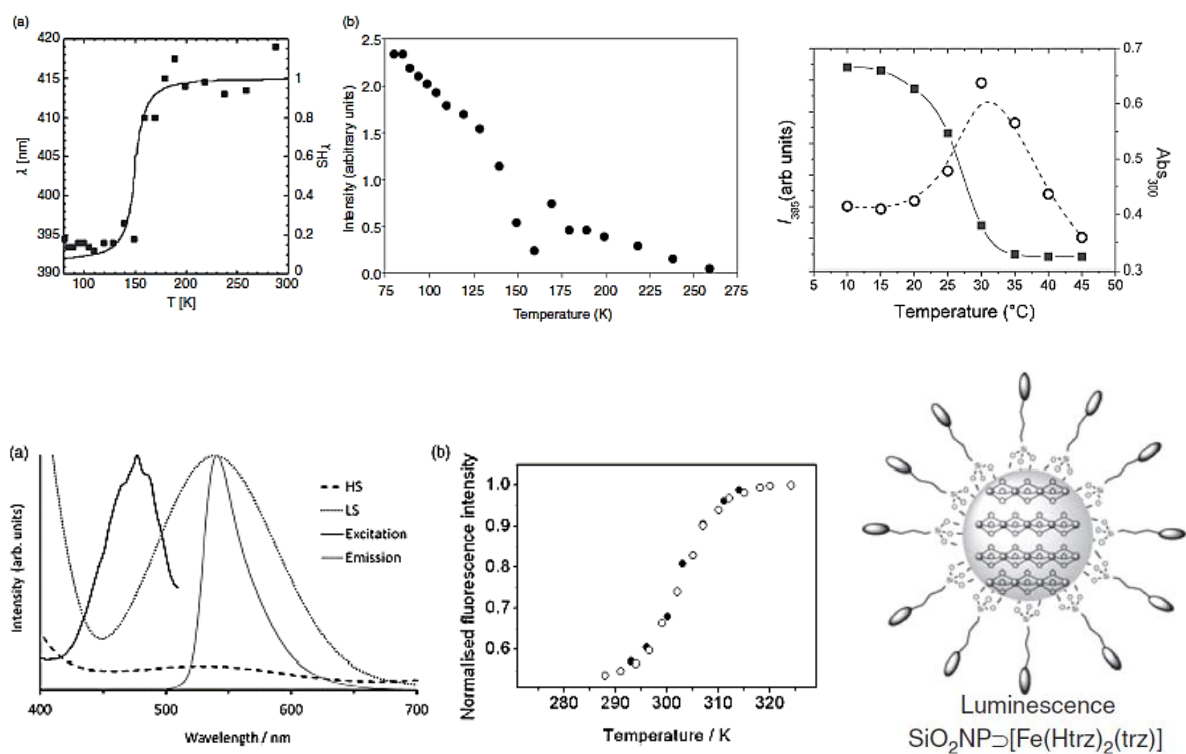 (a)
420
415
410
405
400
395
390
λ [nm]
100
150
200
250
300
T [K]
1
0.8
0.6
0.4
0.2
0
γHS
(b)
2.5
2.0
1.5
1.0
0.5
0.0
Intensity (arbitrary units)
75
100
125
150
175
200
225
250
275
Temperature (K)
I395(arb units)
0.7
0.6
0.5
0.4
0.3
Abs300
5
10
15
20
25
30
35
40
45
50
Temperature (°C)
(a)
Intensity (arb. units)
HS
LS
Excitation
Emission
400
500
600
700
Wavelength / nm
(b)
1.0
0.9
0.8
0.7
0.6
Normalised fluorescence intensity
280
290
300
310
320
Temperature / K
Luminescence
SiO2NP⊃[Fe(Htrz)2(trz)]